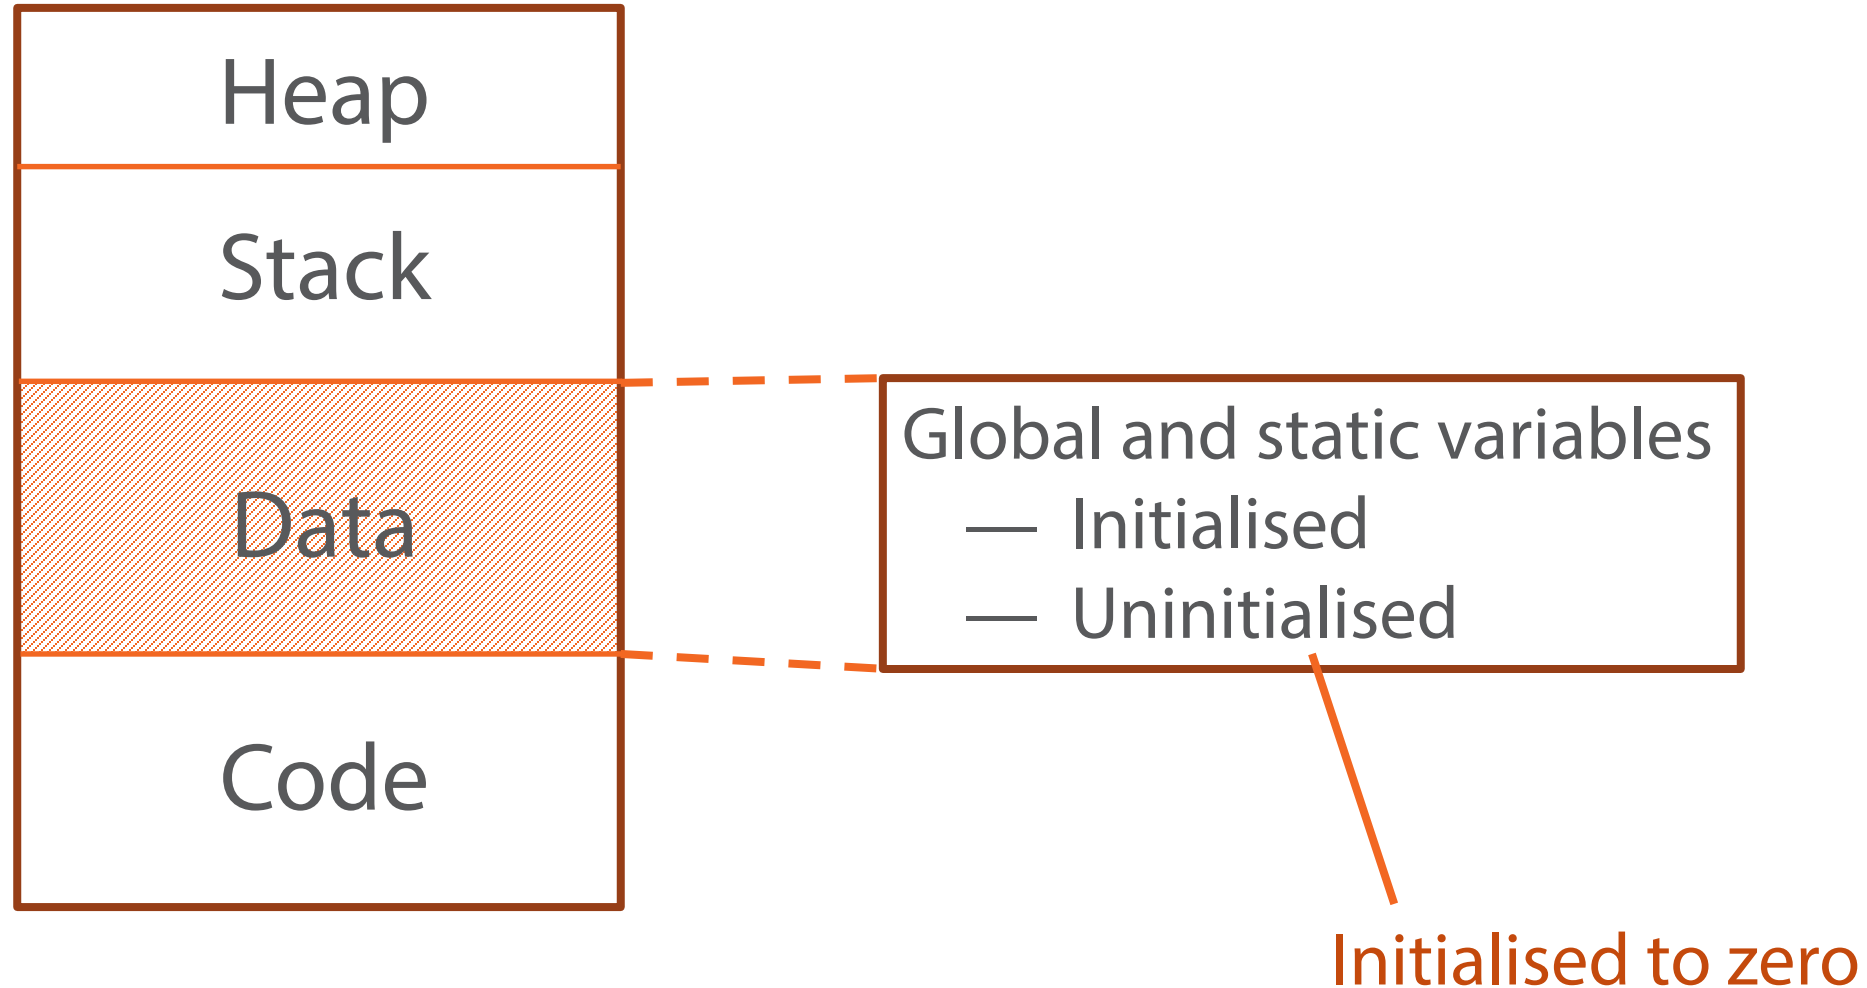 Heap
Stack
Data
Code
Global and static variables
— Initialised
— Uninitialised
Initialised to zero